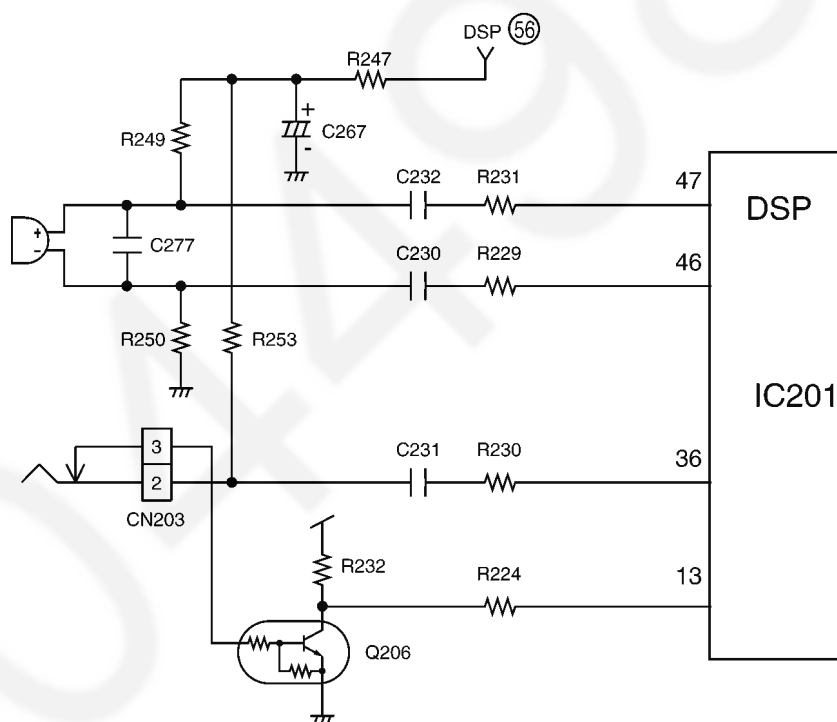 DSP 56
R247
+
R249
C267
-
C232
R231
47
DSP
+
-
C277
C230
R229
46
R250
R253
IC201
3
C231
R230
36
2
CN203
R232
R224
13
Q206